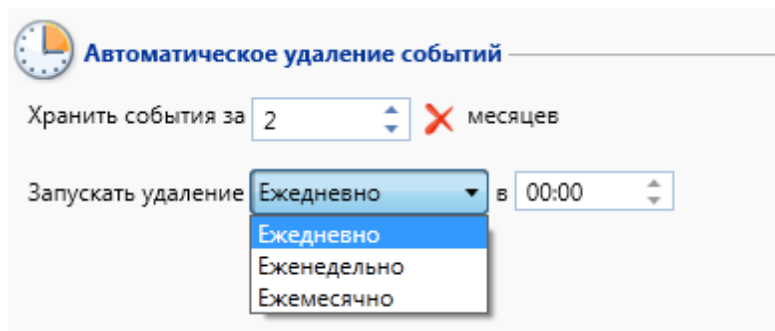 Автоматическое удаление событий
Хранить события за 2 месяцев
Запускать удаление Ежедневно в 00:00
Ежедневно
Еженедельно
Ежемесячно